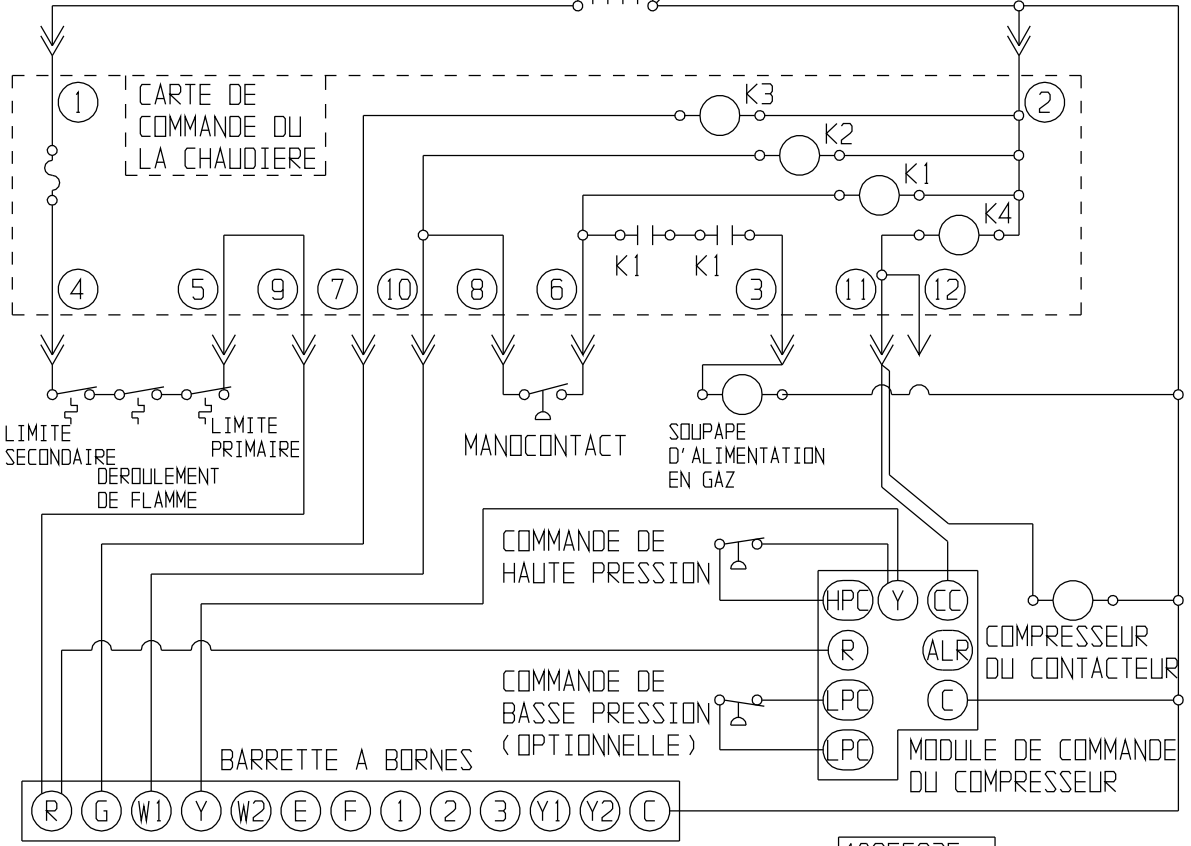 K3
1
CARTE DE
COMMANDE DU
LA CHAUDIERE
2
K2
K1
K4
K1
K1
4
5
9
7
10
8
6
3
11
12
LIMITE
SECONDAIRE
LIMITE
PRIMAIRE
DEROULEMENT
DE FLAMME
MANOCONTACT
SOUPAPE
D'ALIMENTATION
EN GAZ
COMMANDE DE
HAUTE PRESSION
HPC
Y
CC
R
ALR
COMPRESSEUR
DU CONTACTEUR
COMMANDE DE
BASSE PRESSION
(OPTIONNELLE)
LPC
C
LPC
MODULE DE COMMANDE
DU COMPRESSEUR
BARRETTE A BORNES
R G W1 Y W2 E F 1 2 3 Y1 Y2 C